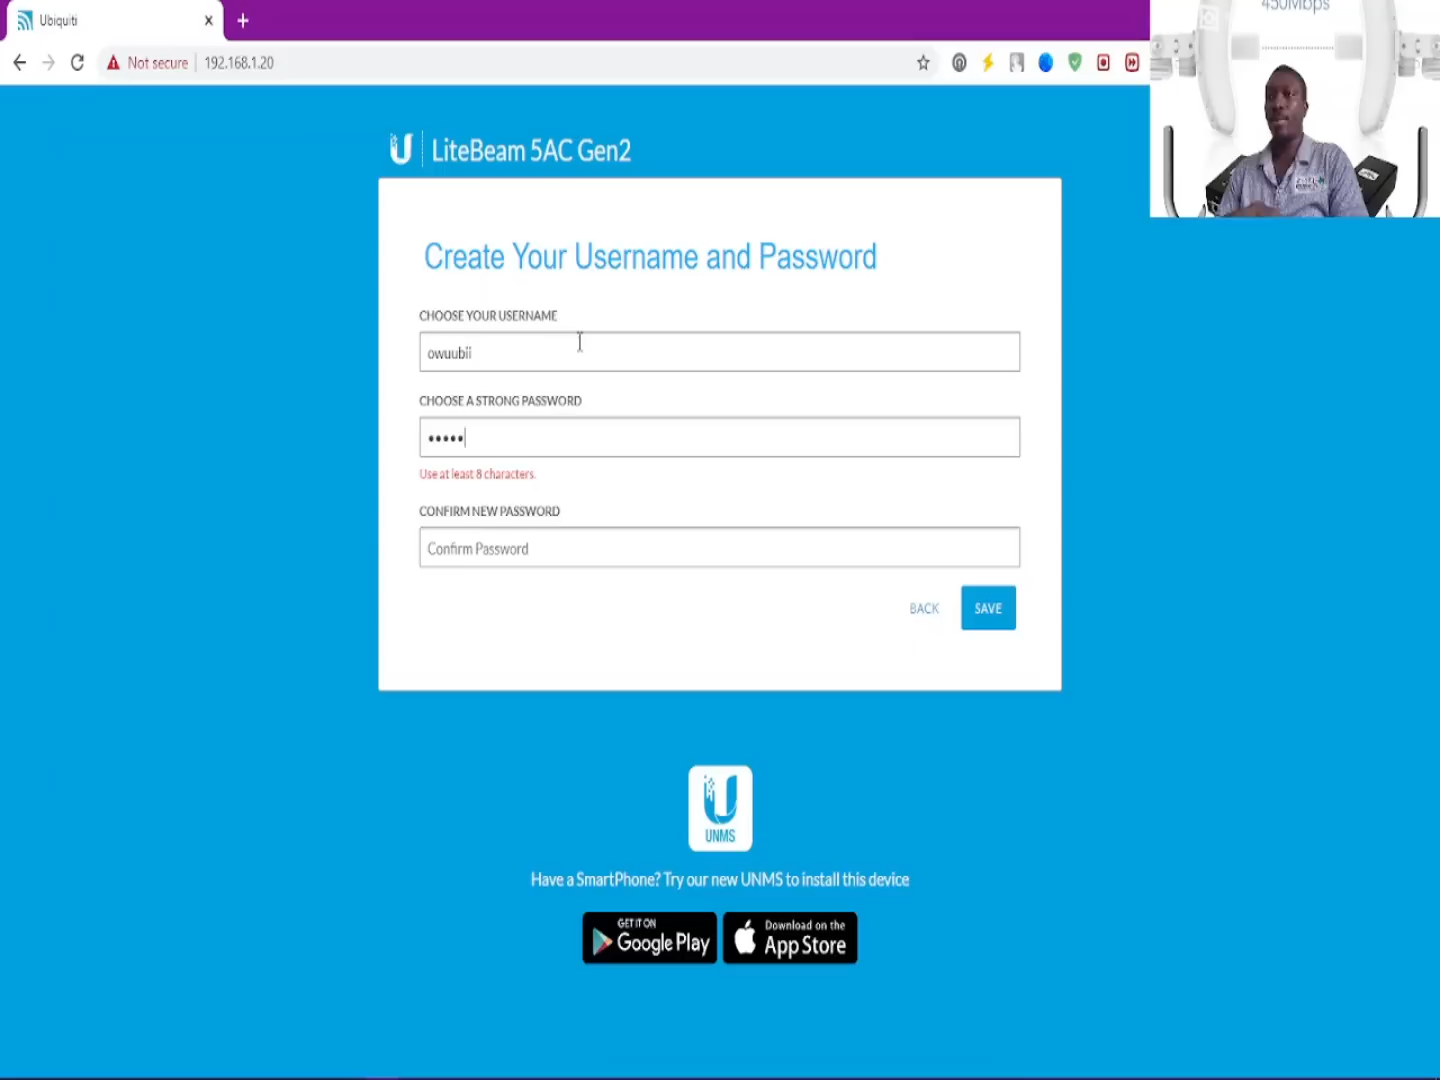 Ubiquiti
Not secure
192.168.1.20
450Mbps
LiteBeam 5AC Gen2
Create Your Username and Password
CHOOSE YOUR USERNAME
owuubii
CHOOSE A STRONG PASSWORD
•••••
Use at least 8 characters.
CONFIRM NEW PASSWORD
Confirm Password
BACK
SAVE
UNMS
Have a SmartPhone? Try our new UNMS to install this device
GET IT ON
Google Play
Download on the
App Store